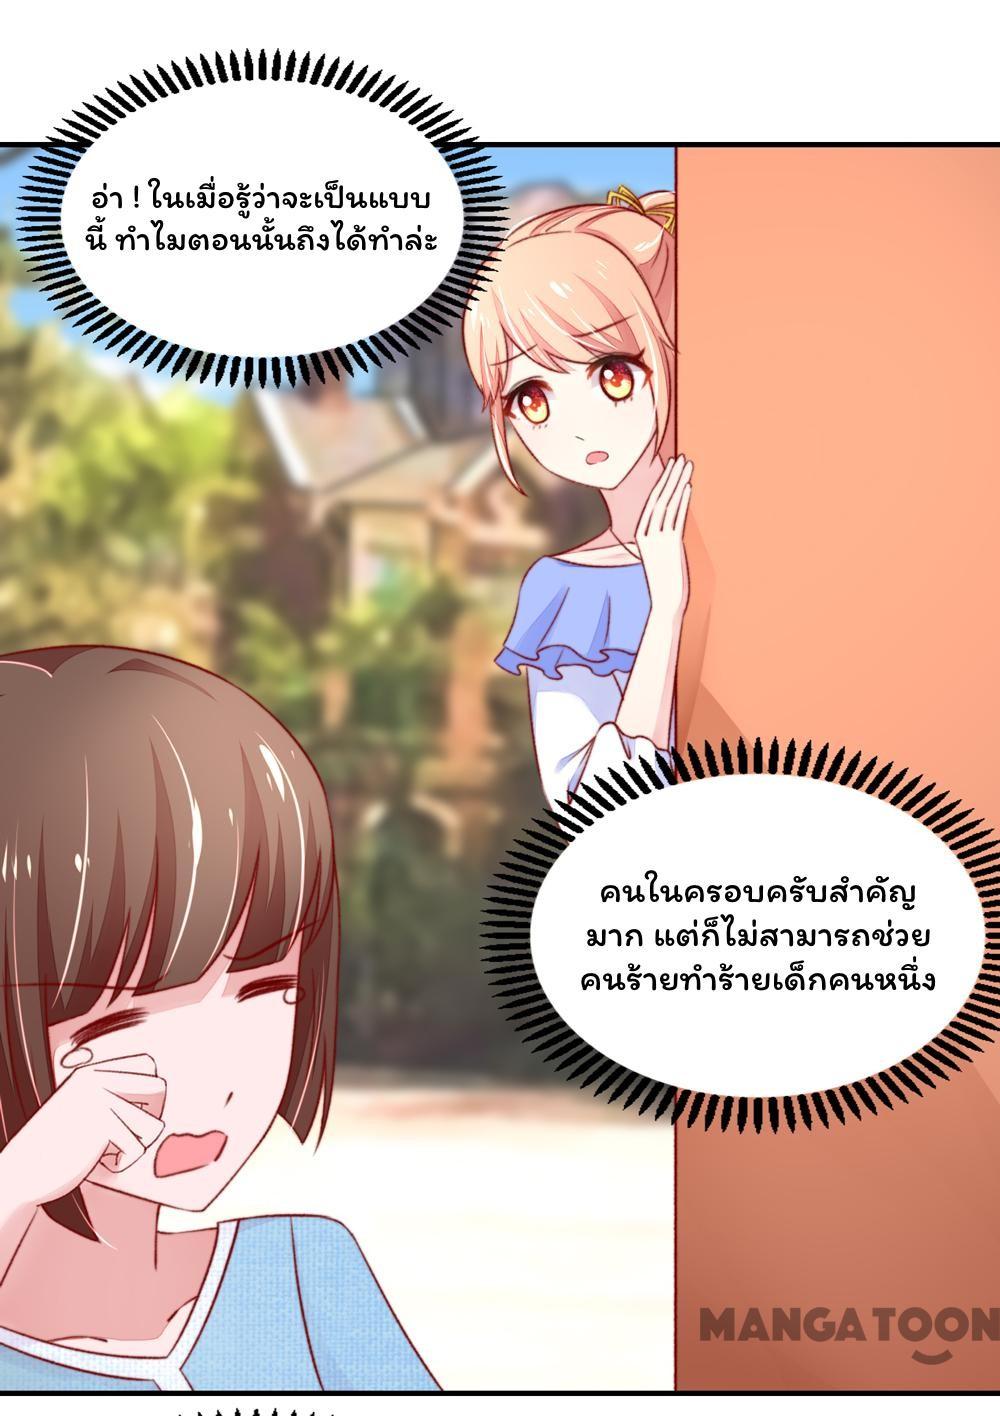 อ่า ! ในเมื่อรู้ว่าจะเป็นแบบ
นี้ ทำไมตอนนั้นถึงได้ทำล่ะ
คนในครอบครับสำคัญ
มาก แต่ก็ไม่สามารถช่วย
คนร้ายทำร้ายเด็กคนหนึ่ง
MANGATOON